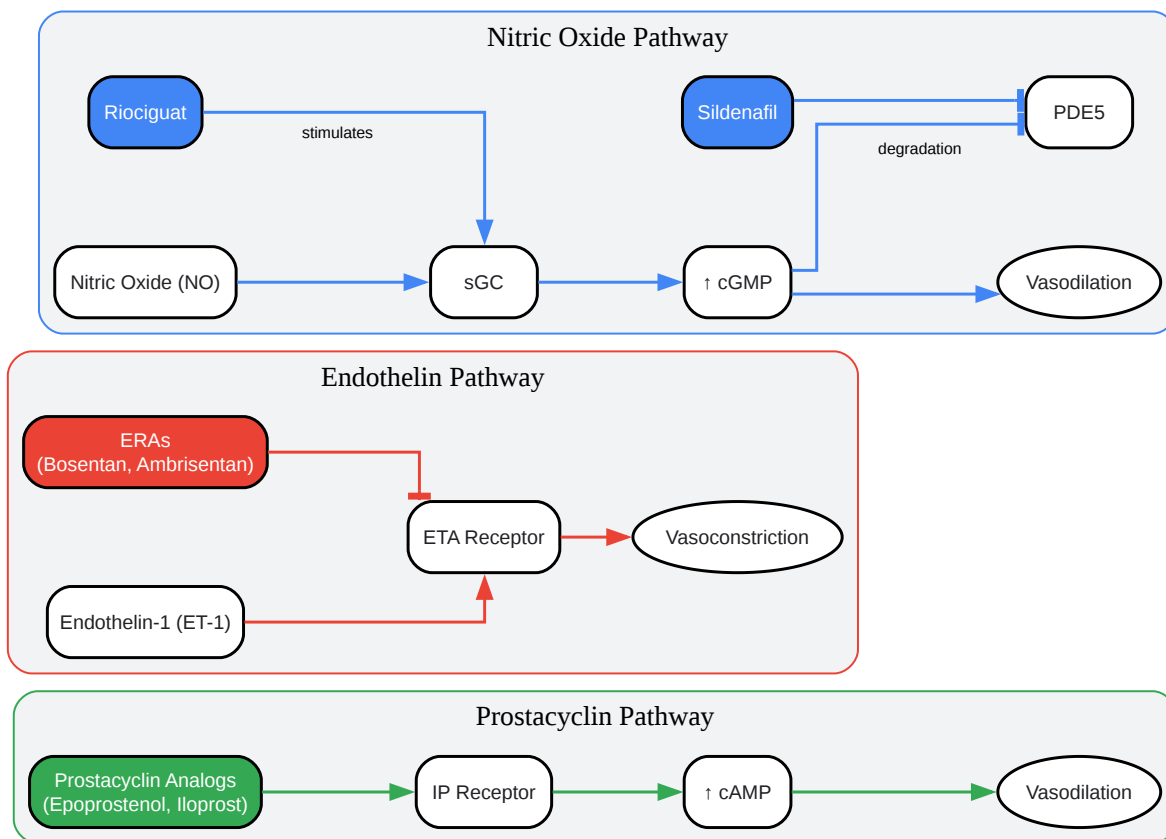 Nitric Oxide Pathway
Riociguat
Sildenafil
PDE5
stimulates
degradation
Nitric Oxide (NO)
sGC
↑ cGMP
Vasodilation
Endothelin Pathway
ERAs
(Bosentan, Ambrisentan)
ETA Receptor
Vasoconstriction
Endothelin-1 (ET-1)
Prostacyclin Pathway
Prostacyclin Analogs
(Epoprostenol, Iloprost)
IP Receptor
↑ cAMP
Vasodilation